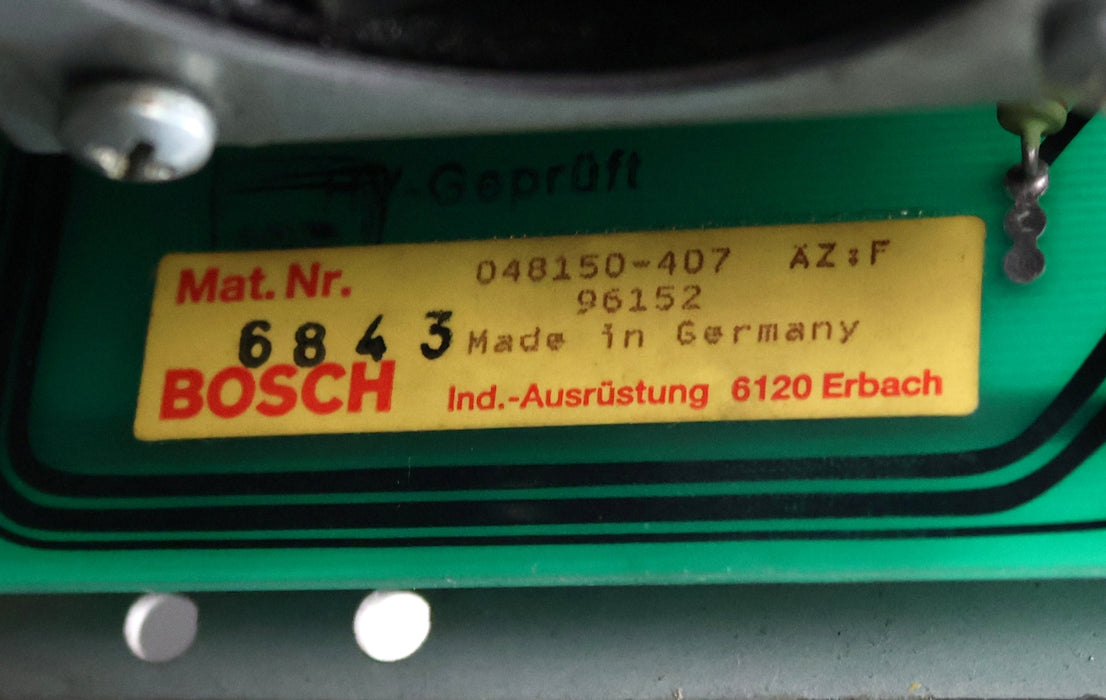 -Geprüft
Mat. Nr. 048150-407 ÄZ:F
96152
6843 Made in Germany
BOSCH Ind.-Ausrüstung 6120 Erbach